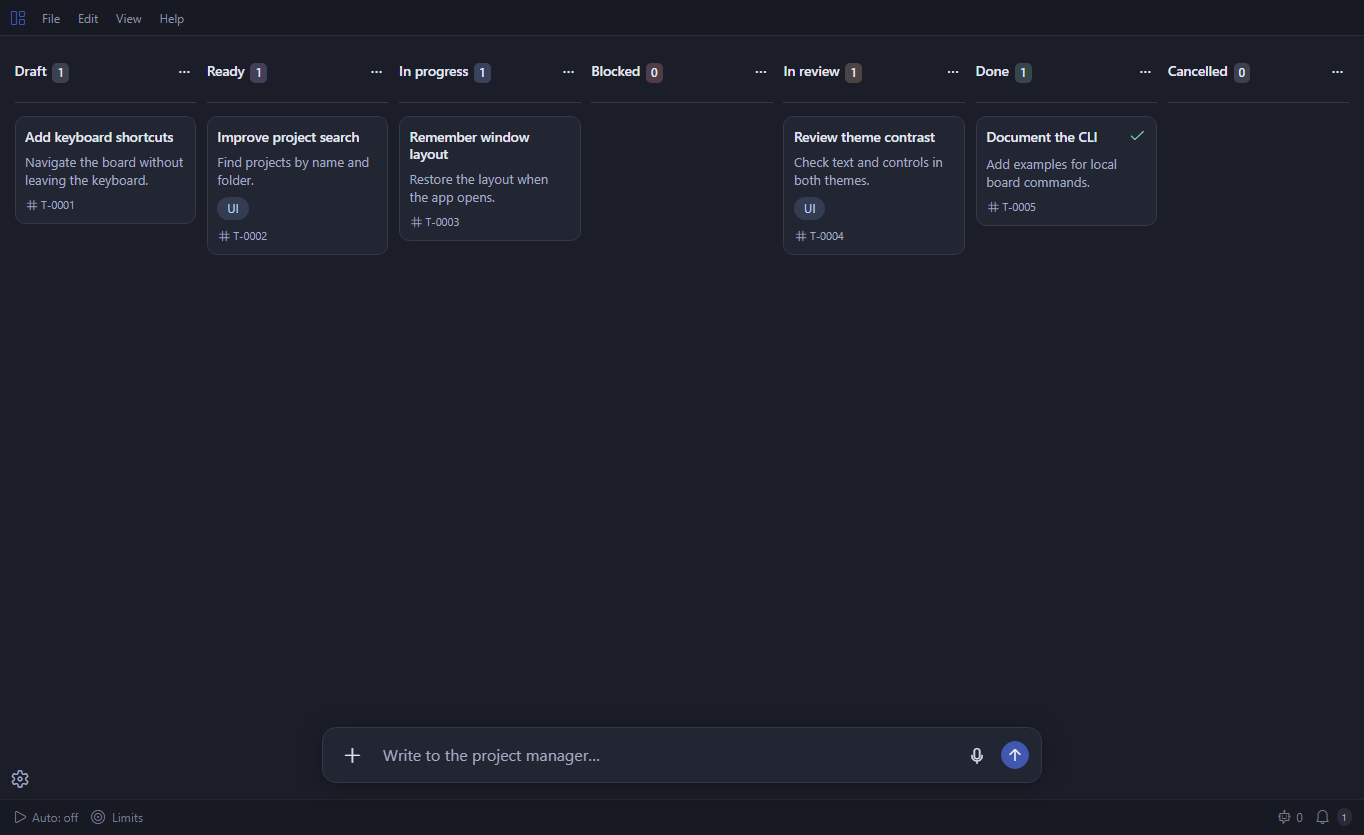 File Edit View Help
Draft 1 ... Ready 1 ... In progress 1 ... Blocked 0 ... In review 1 ... Done 1 ... Cancelled 0 ...
Add keyboard shortcuts
Navigate the board without
leaving the keyboard.
T-0001
Improve project search
Find projects by name and
folder.
UI
T-0002
Remember window
layout
Restore the layout when
the app opens.
T-0003
Review theme contrast
Check text and controls in
both themes.
UI
T-0004
Document the CLI
Add examples for local
board commands.
T-0005
Write to the project manager...
Auto: off Limits 0 1